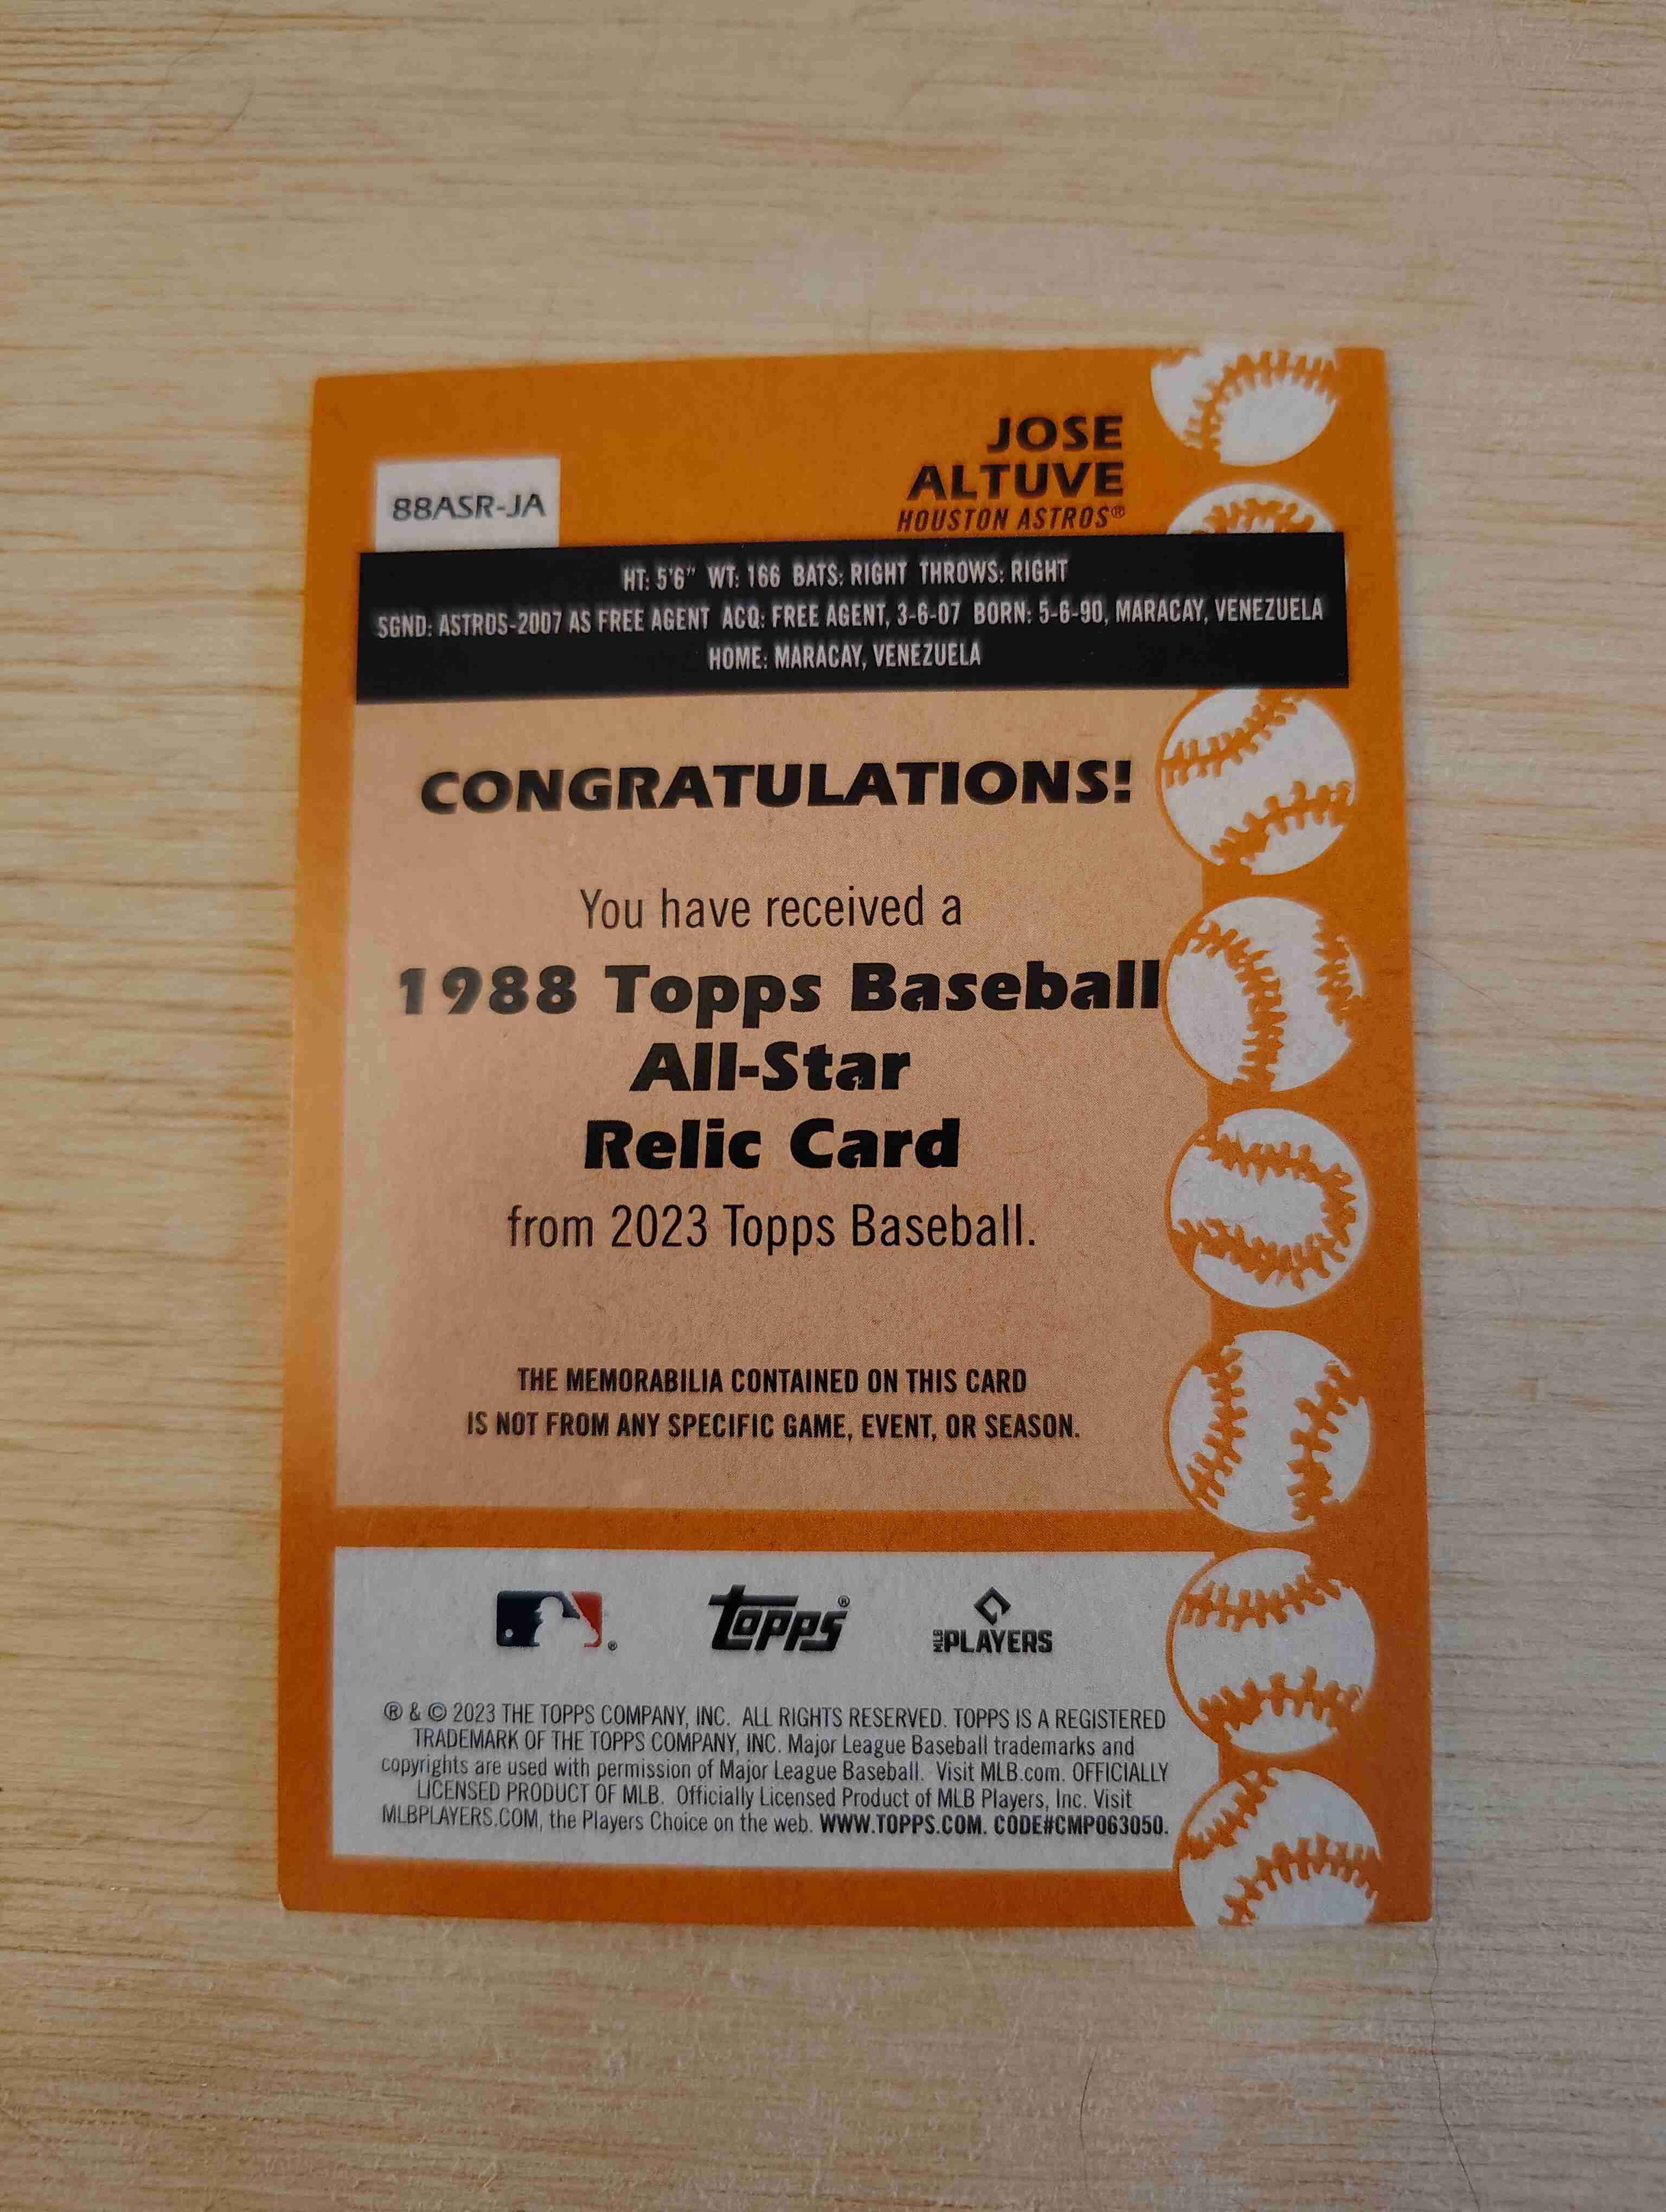 JOSE
ALTUVE
HOUSTON ASTROS®
88ASR-JA
HT: 5'6" WT: 166 BATS: RIGHT THROWS: RIGHT
SGND: ASTROS-2007 AS FREE AGENT ACQ: FREE AGENT, 3-6-07 BORN: 5-6-90, MARACAY, VENEZUELA
HOME: MARACAY, VENEZUELA
CONGRATULATIONS!
You have received a
1988 Topps Baseball
All-Star
Relic Card
from 2023 Topps Baseball.
THE MEMORABILIA CONTAINED ON THIS CARD
IS NOT FROM ANY SPECIFIC GAME, EVENT, OR SEASON.
®
Topps®
MLB PLAYERS
® & © 2023 THE TOPPS COMPANY, INC. ALL RIGHTS RESERVED. TOPPS IS A REGISTERED
TRADEMARK OF THE TOPPS COMPANY, INC. Major League Baseball trademarks and
copyrights are used with permission of Major League Baseball. Visit MLB.com. OFFICIALLY
LICENSED PRODUCT OF MLB. Officially Licensed Product of MLB Players, Inc. Visit
MLBPLAYERS.COM, the Players Choice on the web. WWW.TOPPS.COM. CODE#CMP063050.